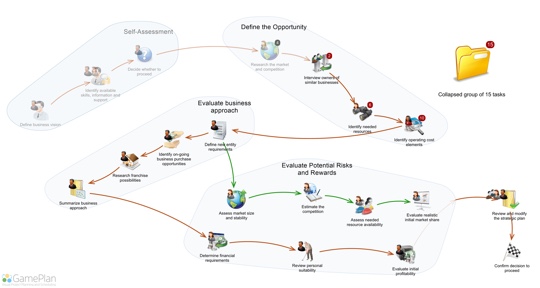 Self-Assessment
Define the Opportunity
15
Decide whether to
proceed
Research the market
and competition
2
Interview owners of
similar businesses
Identify available
skills, information and
support
Collapsed group of 15 tasks
Define business vision
Identify needed
resources
Identify operating cost
elements
Evaluate business
approach
Define new entity
requirements
Identify on-going
business purchase
opportunities
Research franchise
possibilities
Summarize business
approach
Evaluate Potential Risks
and Rewards
Assess market size
and stability
Estimate the
competition
Assess needed
resource availability
Evaluate realistic
initial market share
Review and modify
the strategic plan
Determine financial
requirements
Review personal
suitability
Evaluate initial
profitability
Confirm decision to
proceed
GamePlan